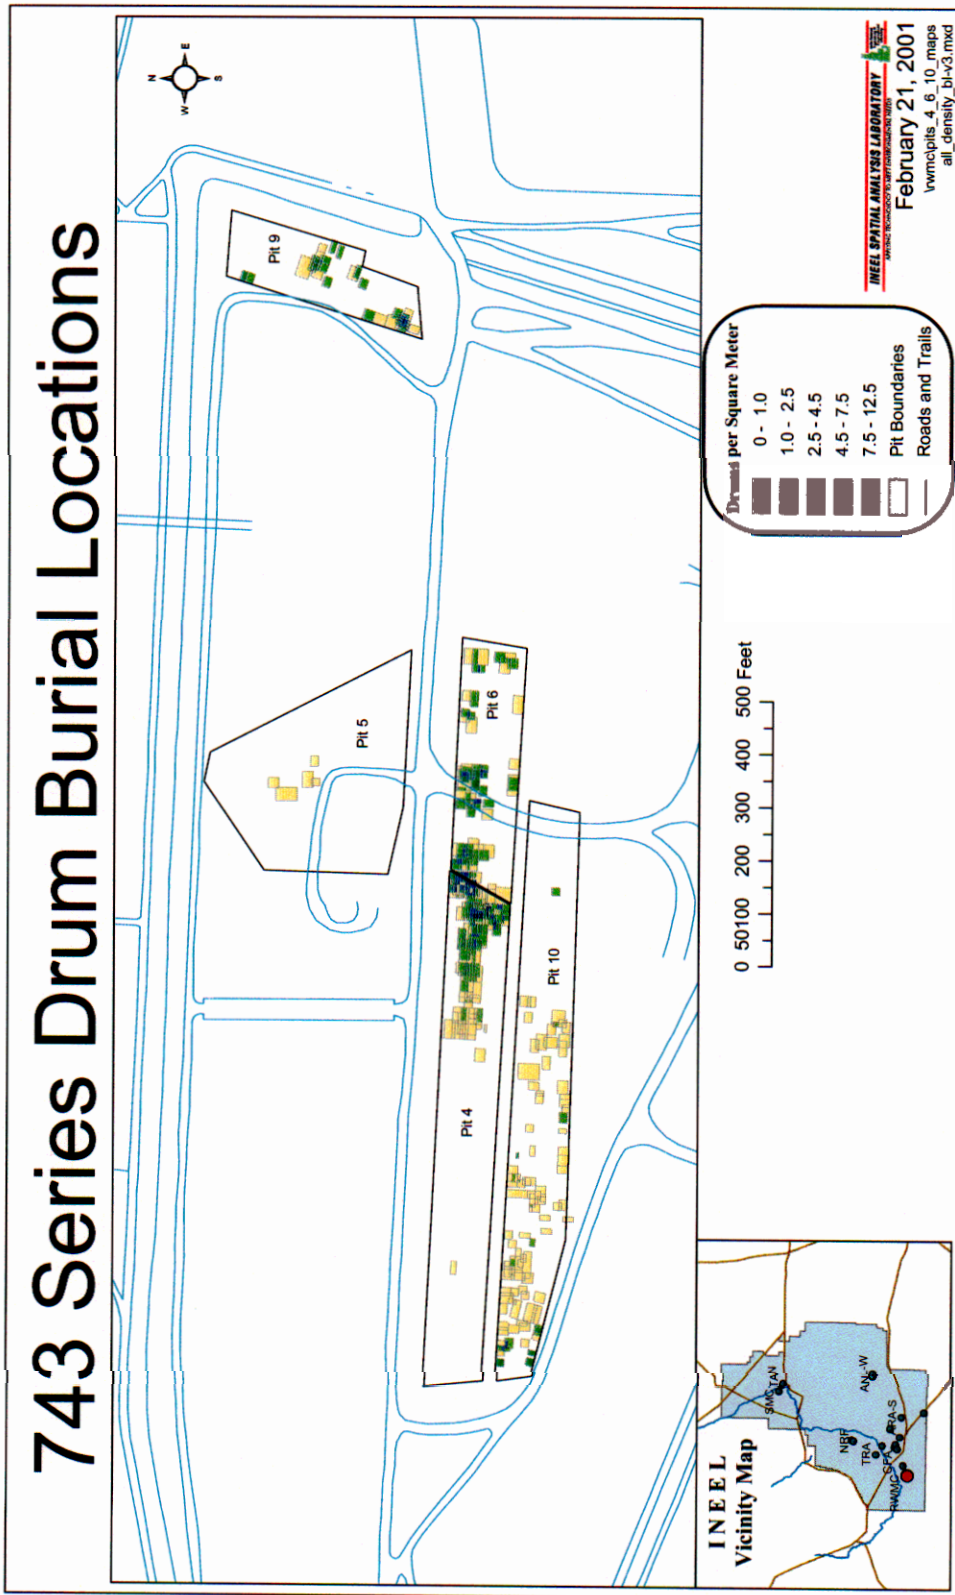 743 Series Drum Burial Locations
N
W
E
S
Pit 9
Pit 5
Pit 6
Pit 4
Pit 10
INEEL
Vicinity Map
SMC
TAN
NRF
TRA
CFA
RA-S
RWMC
0 50100 200 300 400 500 Feet
Drums per Square Meter
0 - 1.0
1.0 - 2.5
2.5 - 4.5
4.5 - 7.5
7.5 - 12.5
Pit Boundaries
Roads and Trails
INEEL SPATIAL ANALYSIS LABORATORY
February 21, 2001
\rwmc\pits_4_6_10_maps
all_density_bl-v3.mxd